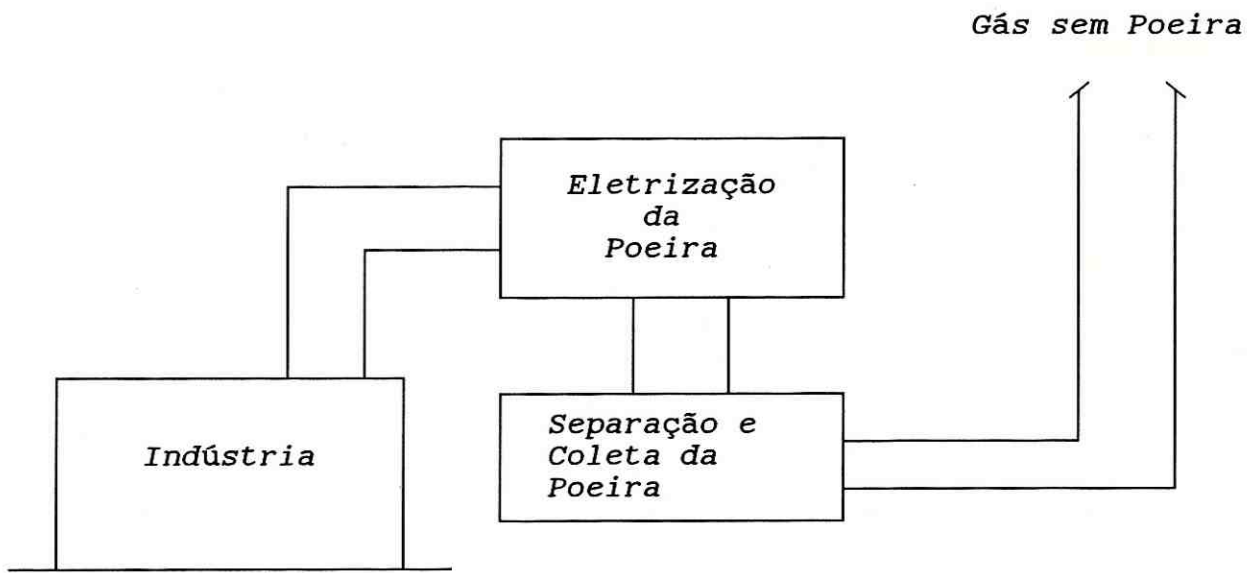 Gás sem Poeira
Eletrização
da
Poeira
Indústria
Separação e
Coleta da
Poeira